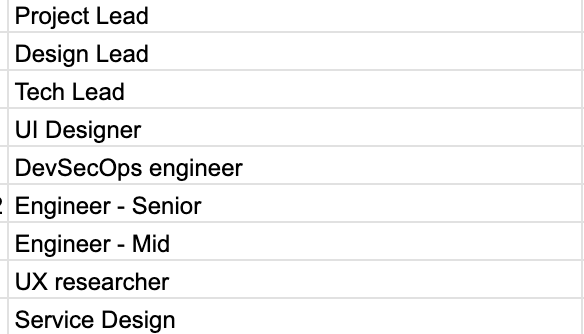 Project Lead
Design Lead
Tech Lead
UI Designer
DevSecOps engineer
Engineer - Senior
Engineer - Mid
UX researcher
Service Design